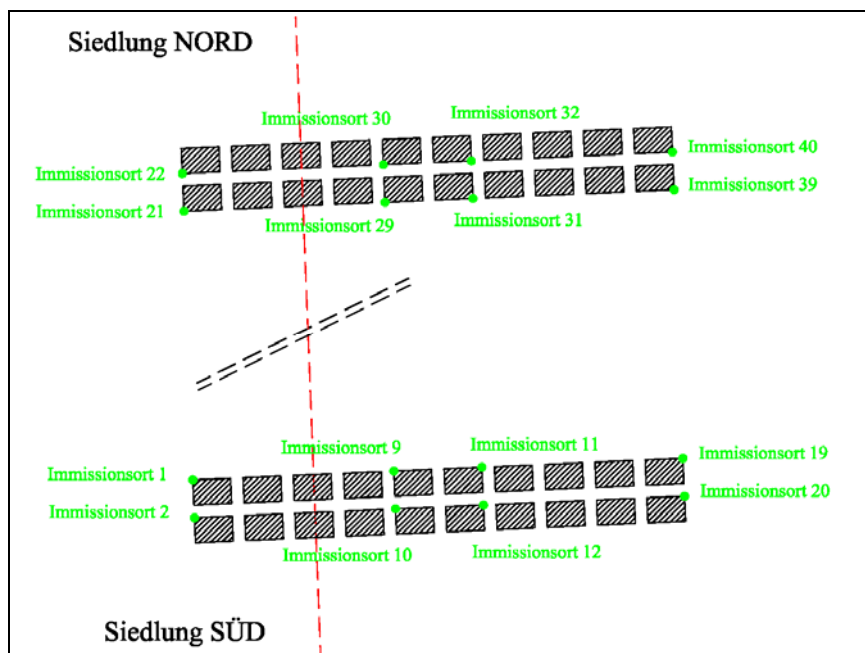 Siedlung NORD
Immissionsort 30
Immissionsort 32
Immissionsort 22
Immissionsort 40
Immissionsort 21
Immissionsort 39
Immissionsort 29
Immissionsort 31
Immissionsort 1
Immissionsort 9
Immissionsort 11
Immissionsort 19
Immissionsort 2
Immissionsort 20
Immissionsort 10
Immissionsort 12
Siedlung SÜD